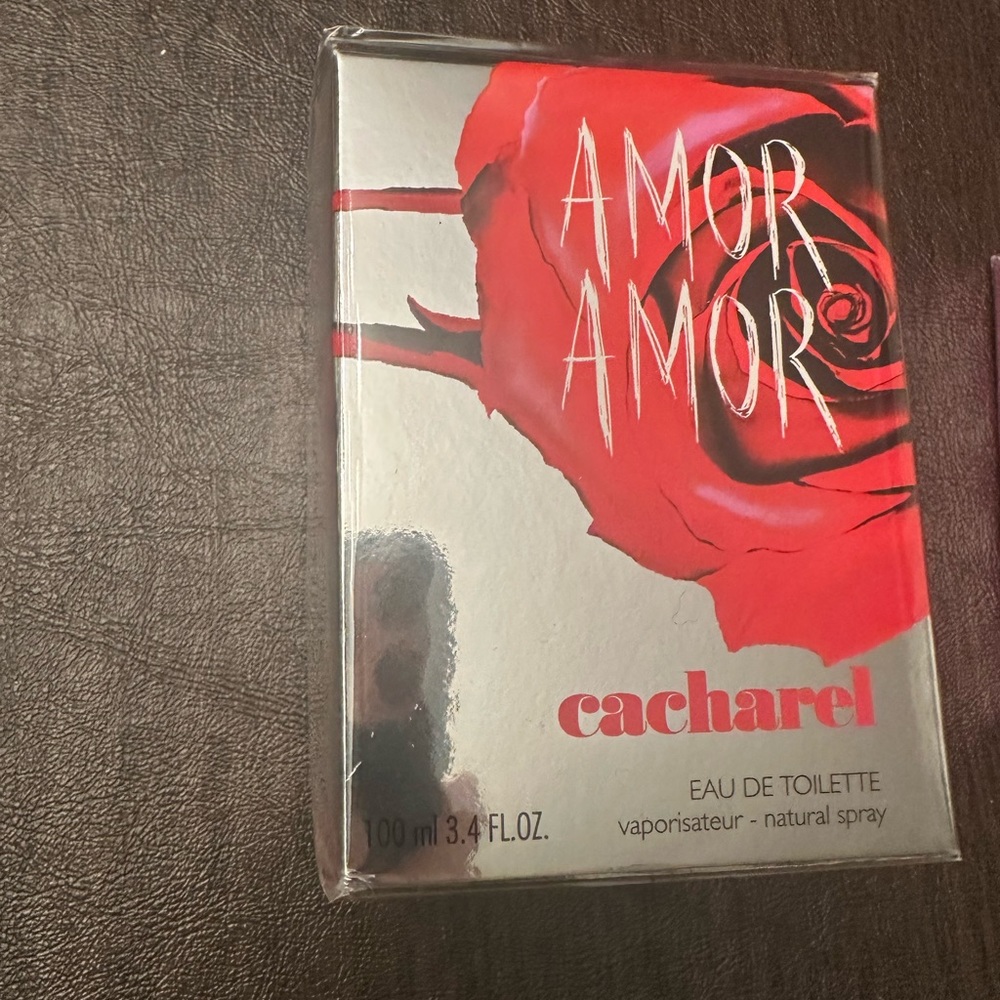 AMOR
AMOR
cacharel
EAU DE TOILETTE
vaporisateur - natural spray
100 ml 3.4 FL.OZ.